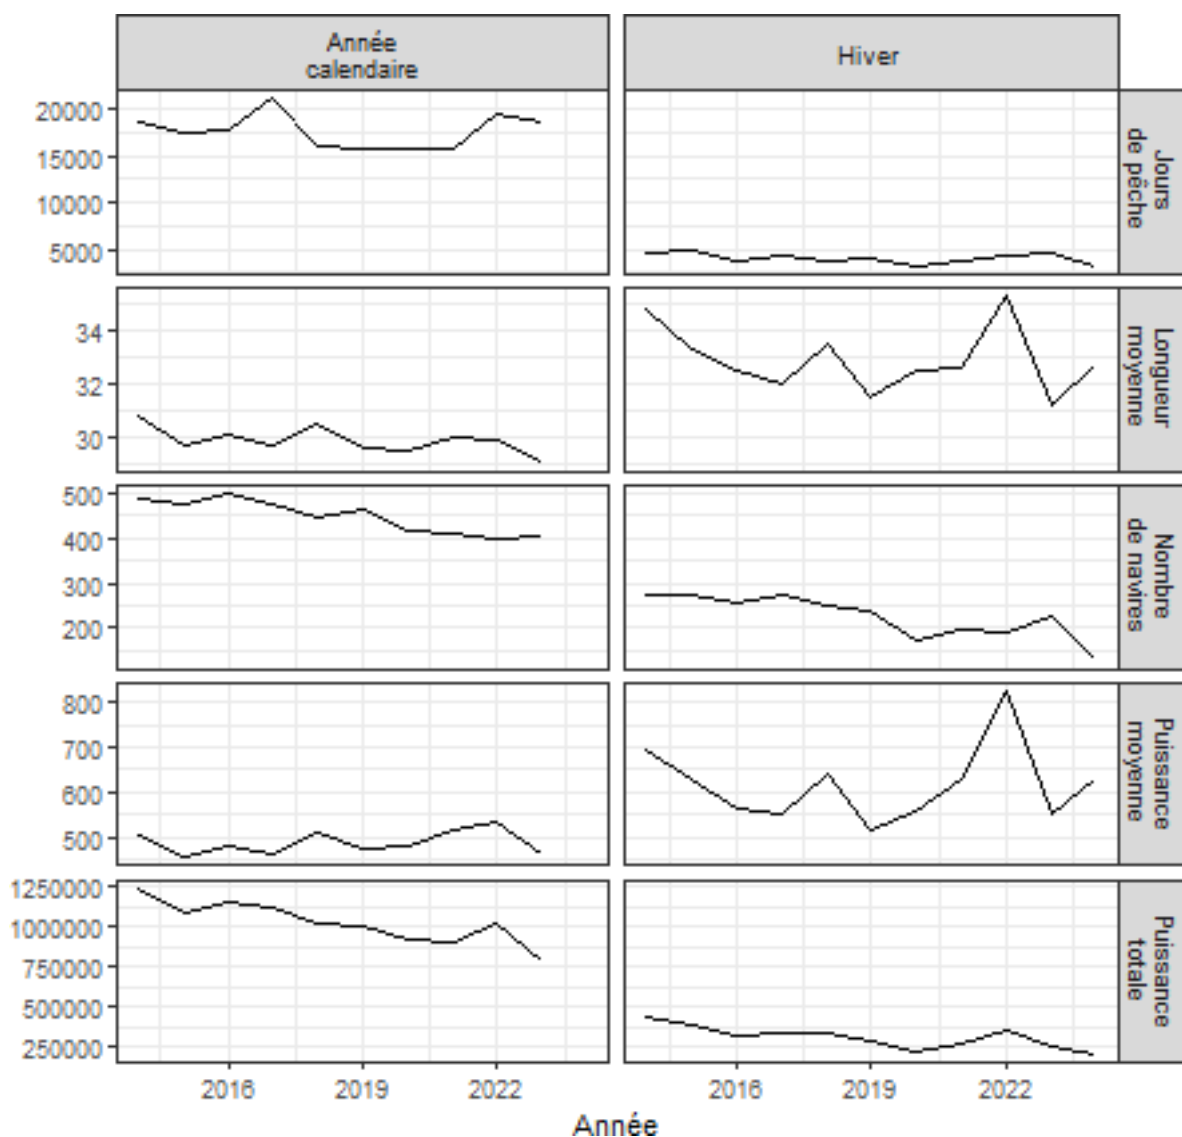 Année
calendaire
Hiver
20000
15000
10000
5000
Jours
de pêche
34
32
30
Longueur
moyenne
500
400
300
200
Nombre
de navires
800
700
600
500
Puissance
moyenne
1250000
1000000
750000
500000
250000
Puissance
totale
2016 2019 2022 2016 2019 2022
Année